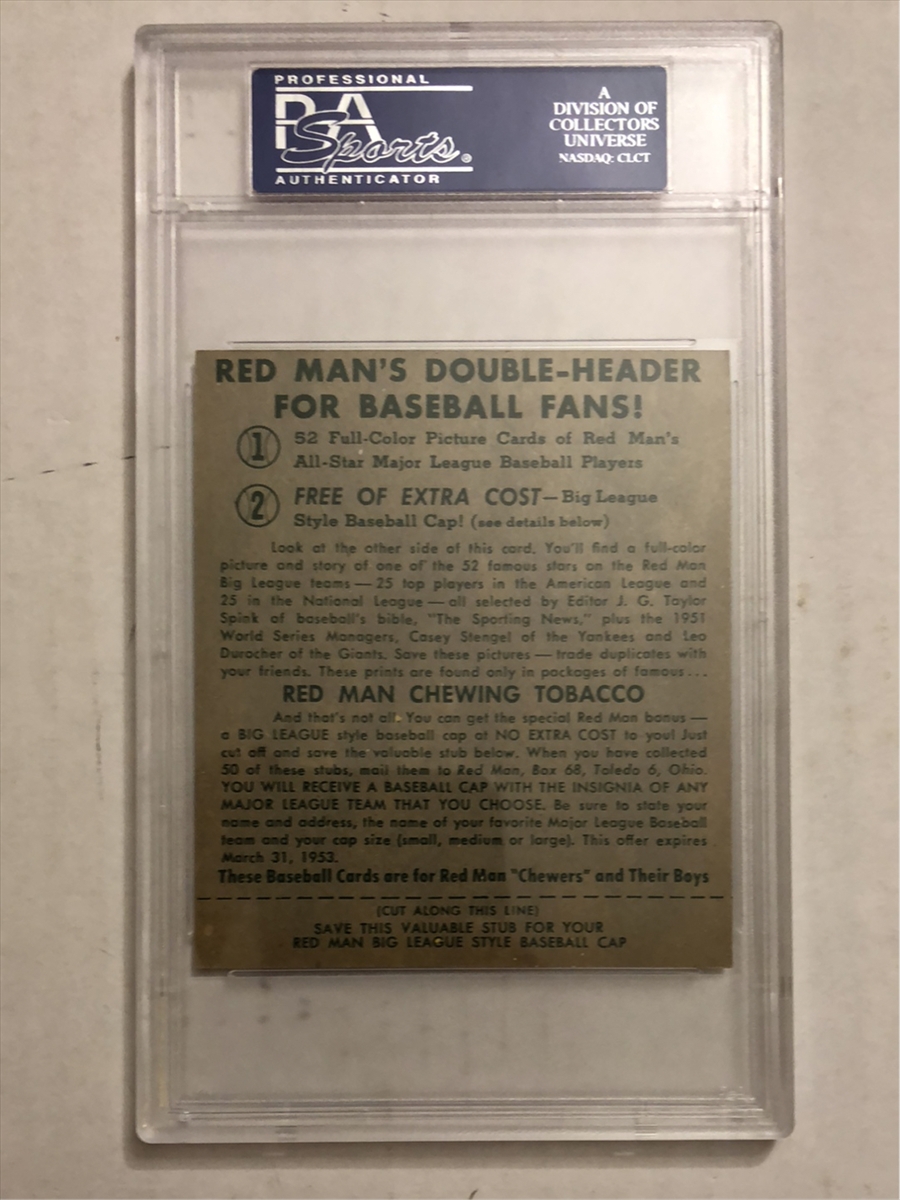 PROFESSIONAL
PSA
Sports®
AUTHENTICATOR
A
DIVISION OF
COLLECTORS
UNIVERSE
NASDAQ: CLCT
RED MAN'S DOUBLE-HEADER
FOR BASEBALL FANS!
1 52 Full-Color Picture Cards of Red Man's
All-Star Major League Baseball Players
2 FREE OF EXTRA COST—Big League
Style Baseball Cap! (see details below)
Look at the other side of this card. You'll find a full-color
picture and story of one of the 52 famous stars on the Red Man
Big League teams — 25 top players in the American League and
25 in the National League — all selected by Editor J. G. Taylor
Spink of baseball's bible, "The Sporting News," plus the 1951
World Series Managers, Casey Stengel of the Yankees and Leo
Durocher of the Giants. Save these pictures — trade duplicates with
your friends. These prints are found only in packages of famous...
RED MAN CHEWING TOBACCO
And that's not all. You can get the special Red Man bonus —
a BIG LEAGUE style baseball cap at NO EXTRA COST to you! Just
cut off and save the valuable stub below. When you have collected
50 of these stubs, mail them to Red Man, Box 68, Toledo 6, Ohio.
YOU WILL RECEIVE A BASEBALL CAP WITH THE INSIGNIA OF ANY
MAJOR LEAGUE TEAM THAT YOU CHOOSE. Be sure to state your
name and address, the name of your favorite Major League Baseball
team and your cap size (small, medium or large). This offer expires
March 31, 1953.
These Baseball Cards are for Red Man "Chewers" and Their Boys
(CUT ALONG THIS LINE)
SAVE THIS VALUABLE STUB FOR YOUR
RED MAN BIG LEAGUE STYLE BASEBALL CAP